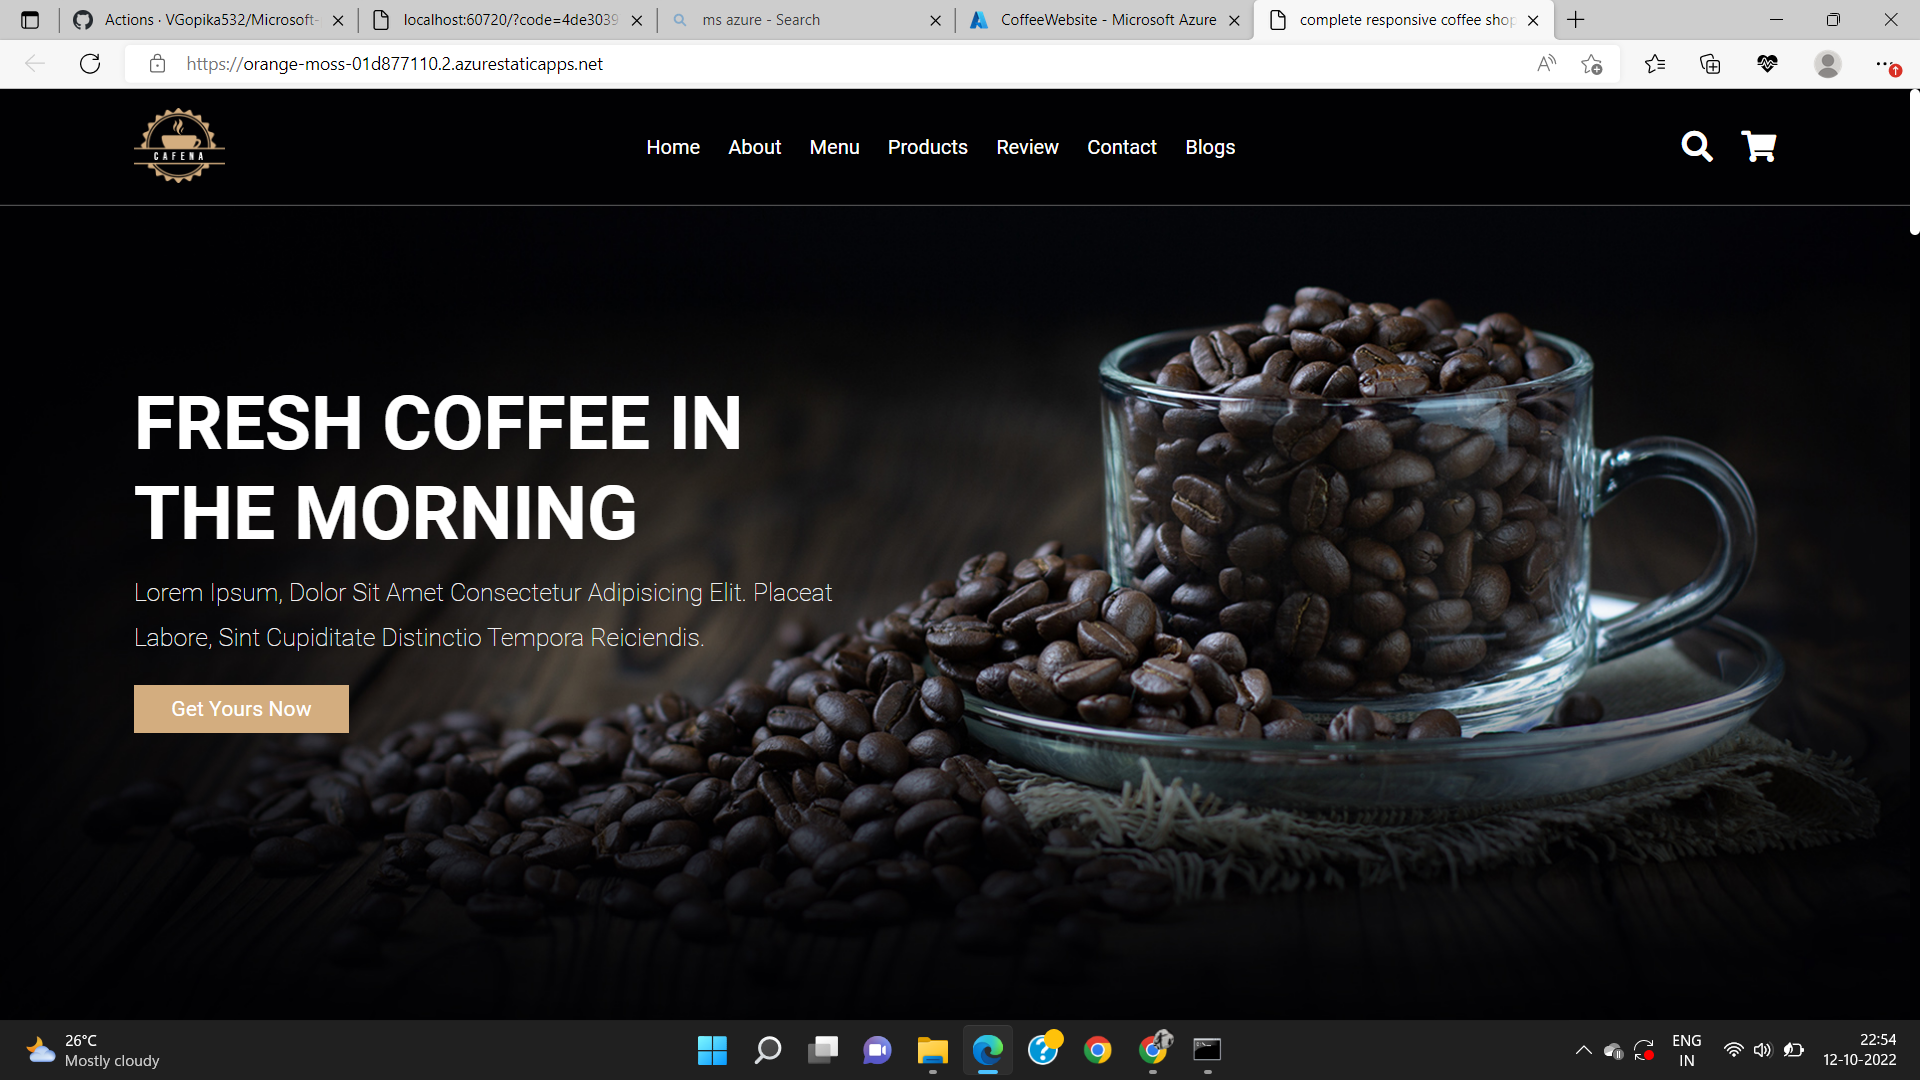 Actions · VGopika532/Microsoft-
localhost:60720/?code=4de3039
ms azure - Search
CoffeeWebsite - Microsoft Azure
complete responsive coffee shop
https://orange-moss-01d877110.2.azurestaticapps.net
CAFENA
Home About Menu Products Review Contact Blogs
FRESH COFFEE IN
THE MORNING
Lorem Ipsum, Dolor Sit Amet Consectetur Adipisicing Elit. Placeat
Labore, Sint Cupiditate Distinctio Tempora Reiciendis.
Get Yours Now
26°C
Mostly cloudy
ENG
IN
22:54
12-10-2022